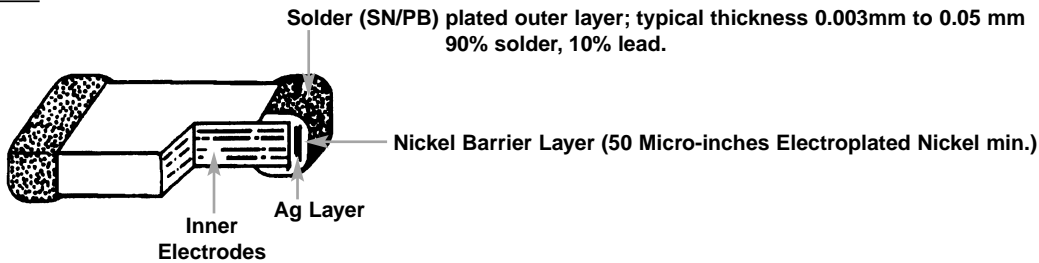 Solder (SN/PB) plated outer layer; typical thickness 0.003mm to 0.05 mm
90% solder, 10% lead.
Nickel Barrier Layer (50 Micro-inches Electroplated Nickel min.)
Ag Layer
Inner
Electrodes